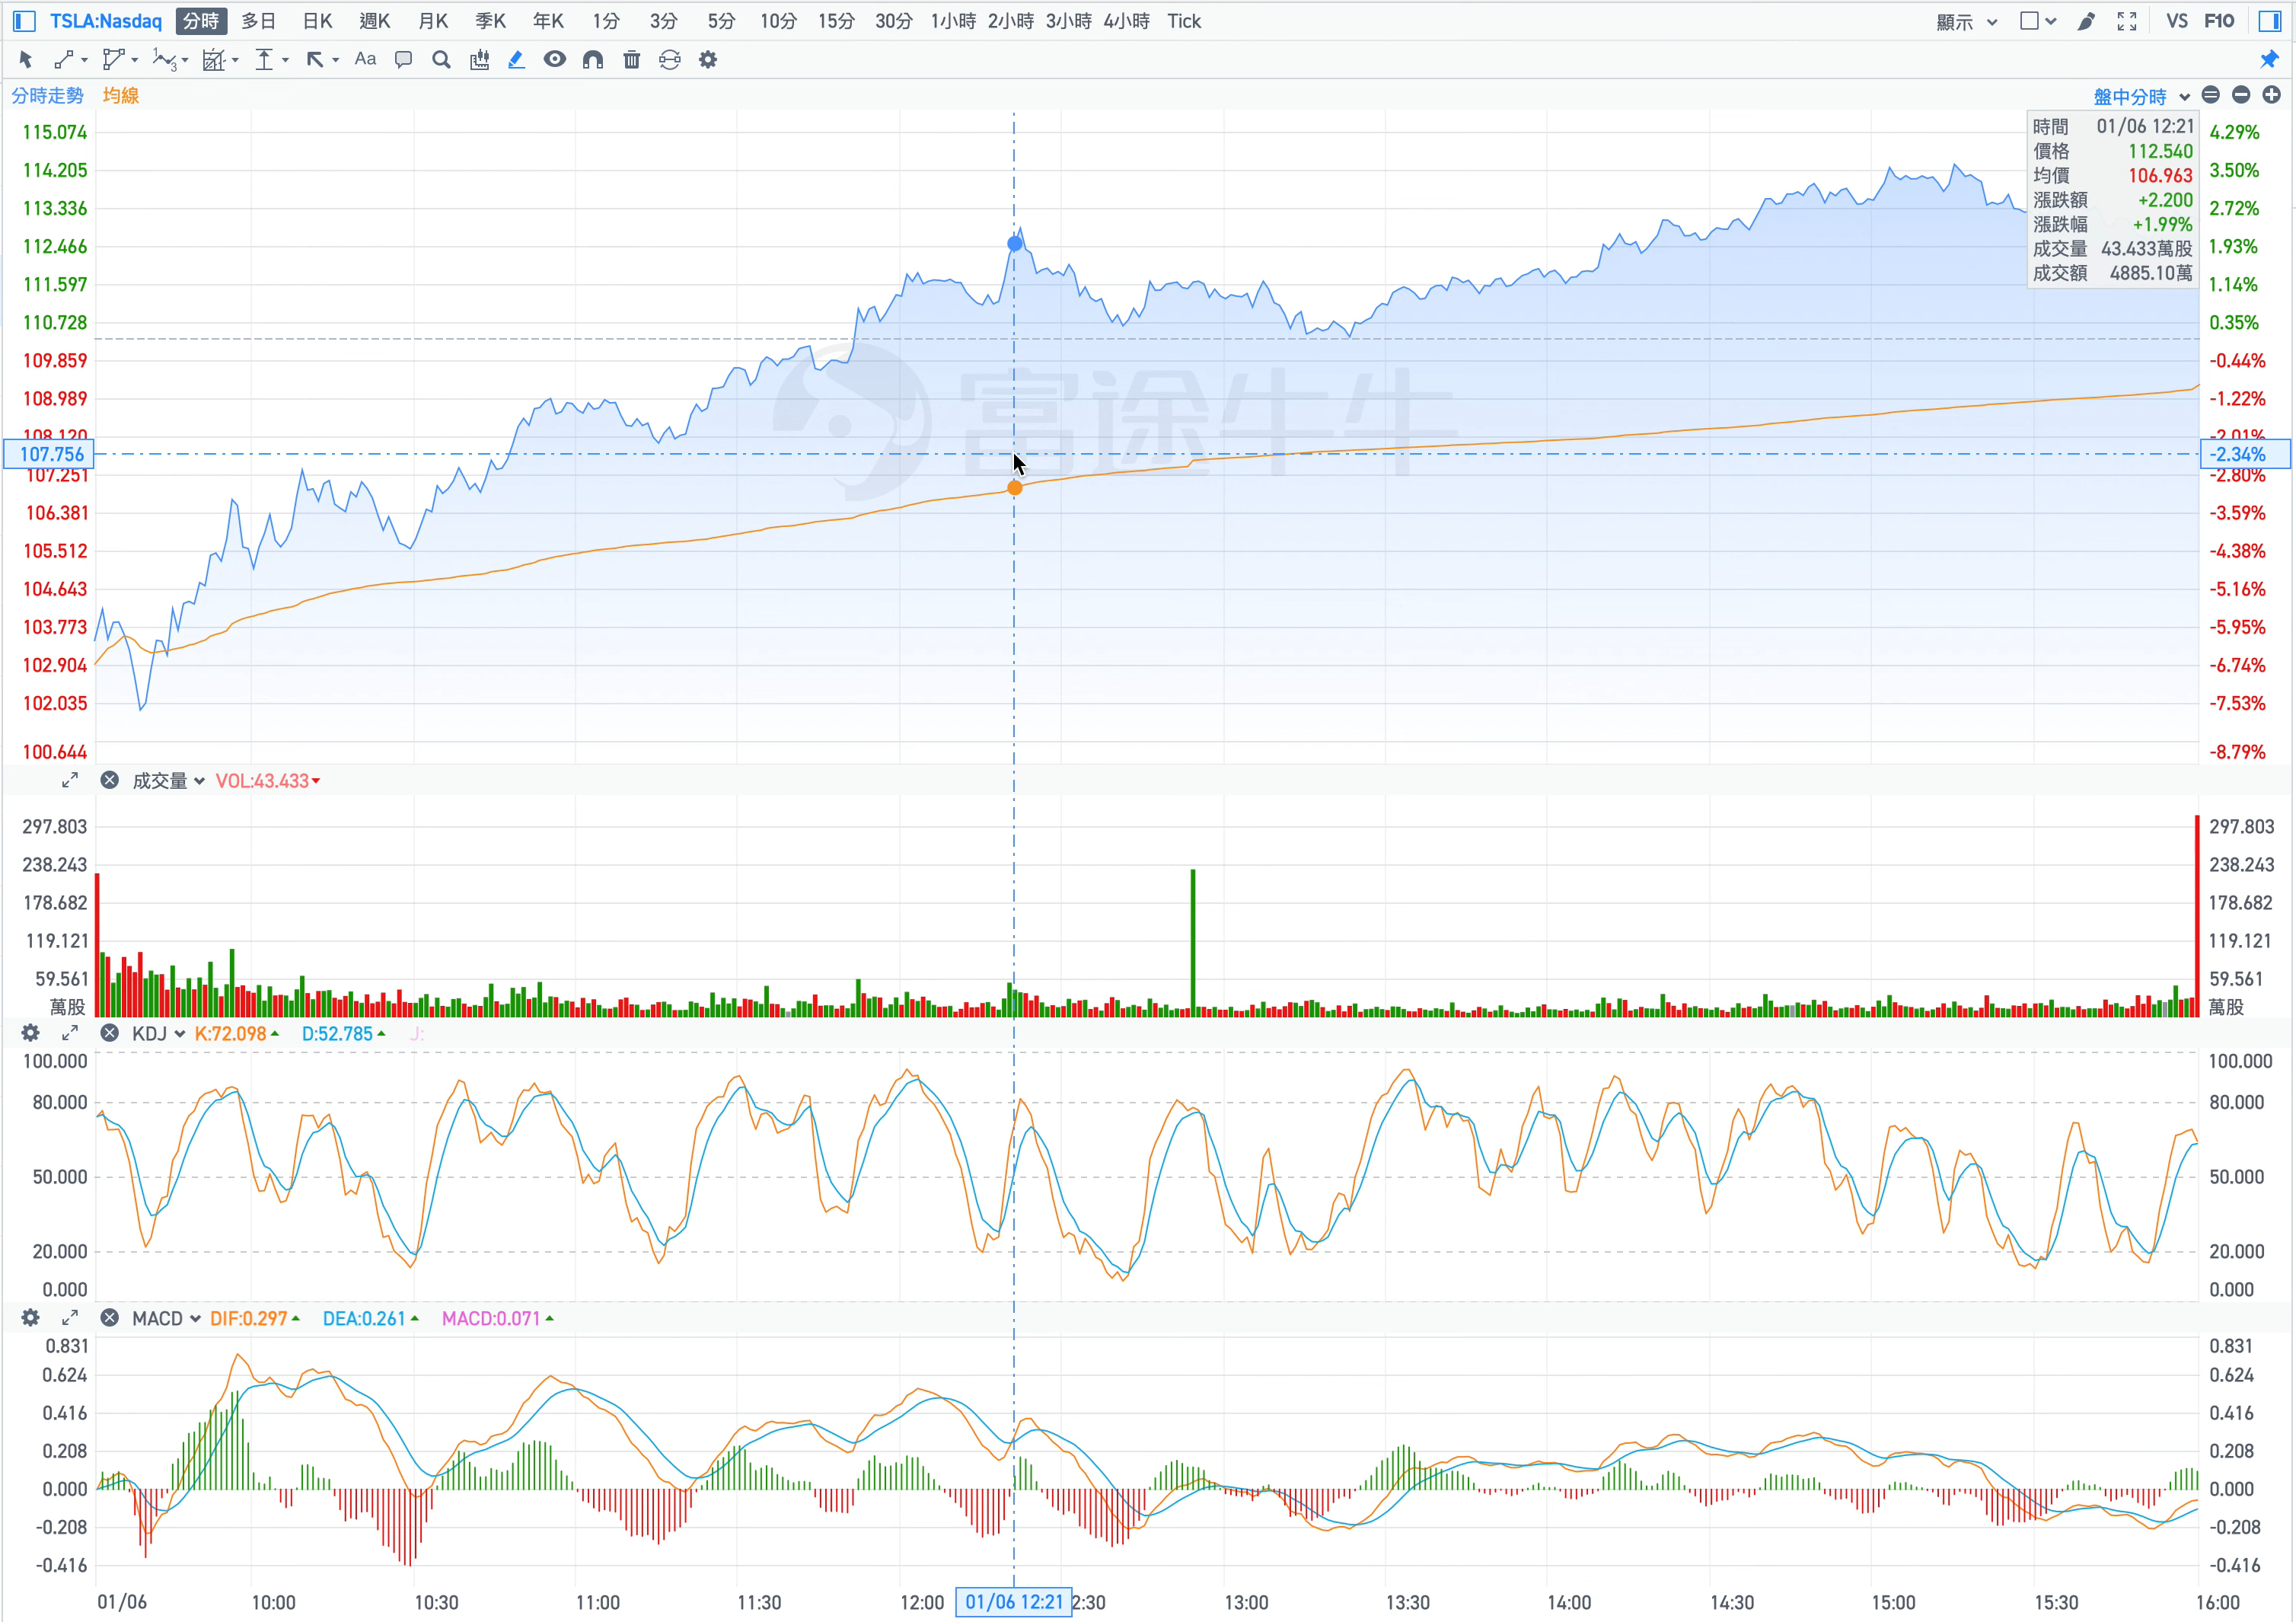 TSLA:Nasdaq 分時 多日 日K 週K 月K 季K 年K 1分 3分 5分 10分 15分 30分 1小時 2小時 3小時 4小時 Tick 顯示 VS F10
Aa
分時走勢 均線 盤中分時
時間 01/06 12:21
價格 112.540
均價 106.963
漲跌額 +2.200
漲跌幅 +1.99%
成交量 43.433萬股
成交額 4885.10萬
115.074 4.29%
114.205 3.50%
113.336 2.72%
112.466 1.93%
111.597 1.14%
110.728 0.35%
109.859 -0.44%
108.989 -1.22%
108.120 -2.01%
107.756 -2.34%
107.251 -2.80%
106.381 -3.59%
105.512 -4.38%
104.643 -5.16%
103.773 -5.95%
102.904 -6.74%
102.035 -7.53%
100.644 -8.79%
富途牛牛
成交量 VOL:43.433
297.803 297.803
238.243 238.243
178.682 178.682
119.121 119.121
59.561 59.561
萬股 萬股
KDJ K:72.098 D:52.785 J:
100.000 100.000
80.000 80.000
50.000 50.000
20.000 20.000
0.000 0.000
MACD DIF:0.297 DEA:0.261 MACD:0.071
0.831 0.831
0.624 0.624
0.416 0.416
0.208 0.208
0.000 0.000
-0.208 -0.208
-0.416 -0.416
01/06 10:00 10:30 11:00 11:30 12:00 01/06 12:21 2:30 13:00 13:30 14:00 14:30 15:00 15:30 16:00